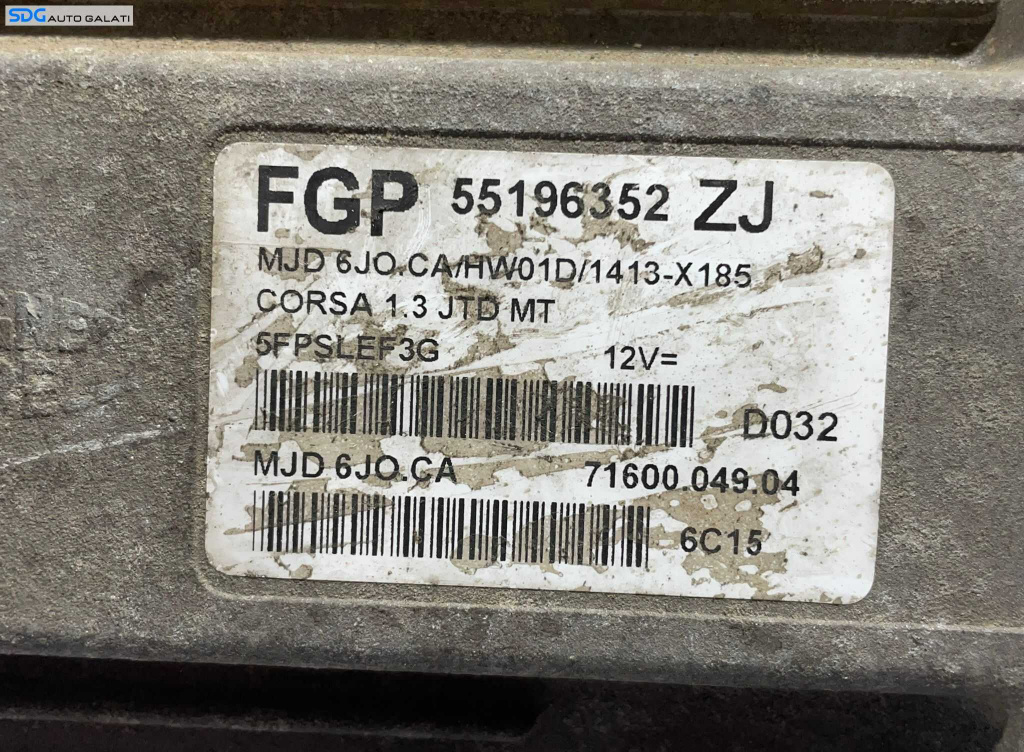 SDG AUTO GALATI
FGP 55196352 ZJ
MJD 6JO.CA/HW01D/1413-X185
CORSA 1.3 JTD MT
5FPSLEF3G 12V=
D032
MJD 6JO.CA 71600.049.04
6C15